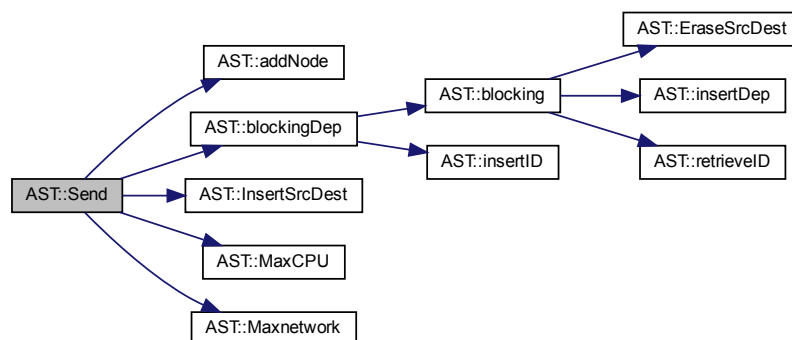 AST::Send
AST::addNode
AST::blockingDep
AST::InsertSrcDest
AST::MaxCPU
AST::Maxnetwork
AST::blocking
AST::insertID
AST::EraseSrcDest
AST::insertDep
AST::retrieveID